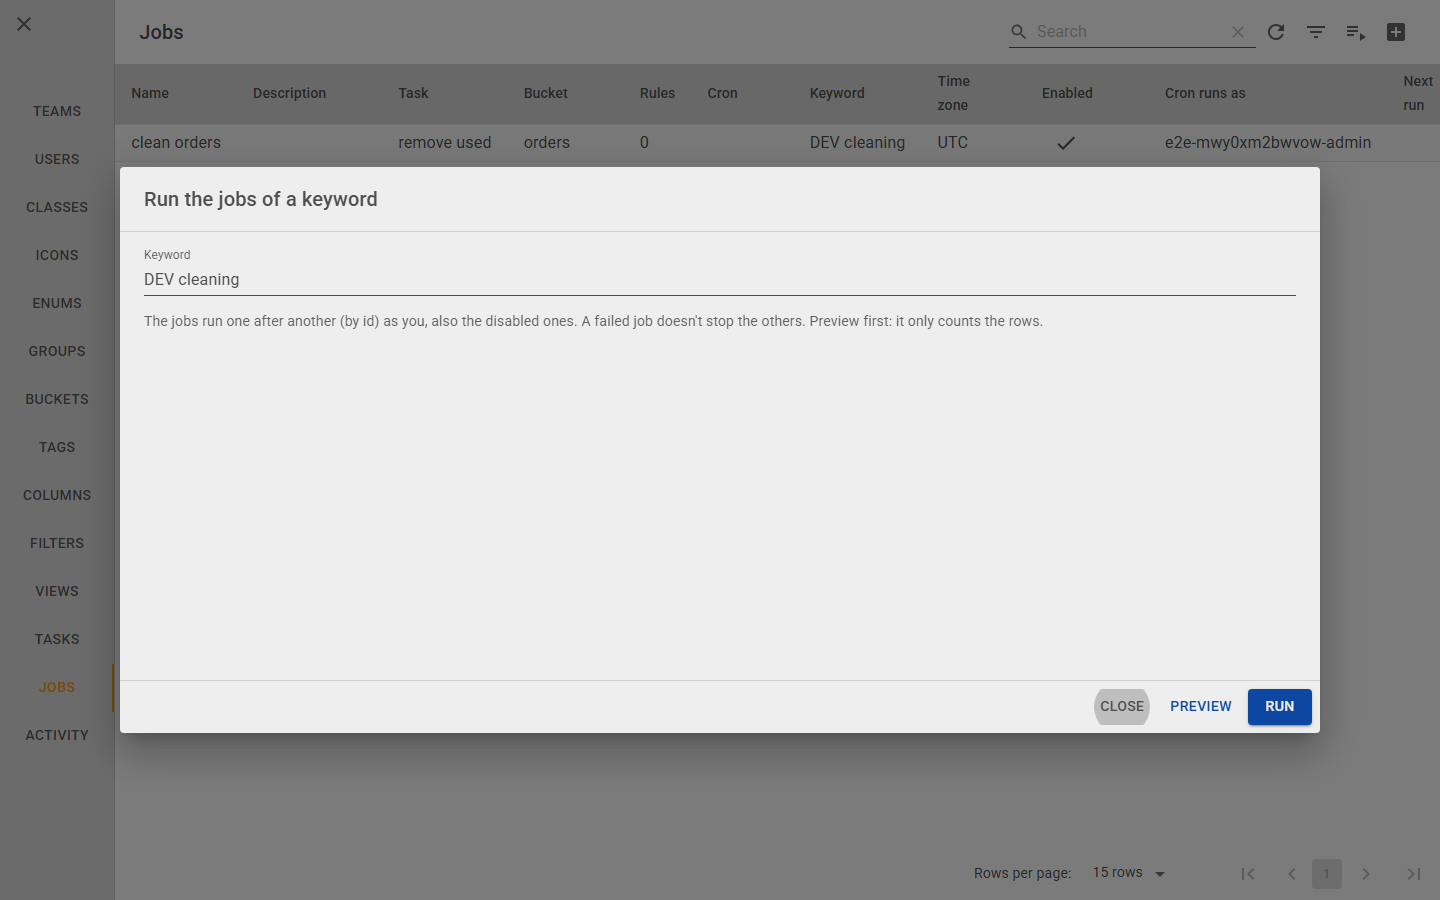 Jobs
Search
TEAMS
USERS
CLASSES
ICONS
ENUMS
GROUPS
BUCKETS
TAGS
COLUMNS
FILTERS
VIEWS
TASKS
JOBS
ACTIVITY
Name Description Task Bucket Rules Cron Keyword Time zone Enabled Cron runs as Next run
clean orders remove used orders 0 DEV cleaning UTC e2e-mwy0xm2bwvow-admin
Run the jobs of a keyword
Keyword
DEV cleaning
The jobs run one after another (by id) as you, also the disabled ones. A failed job doesn't stop the others. Preview first: it only counts the rows.
CLOSE PREVIEW RUN
Rows per page: 15 rows 1